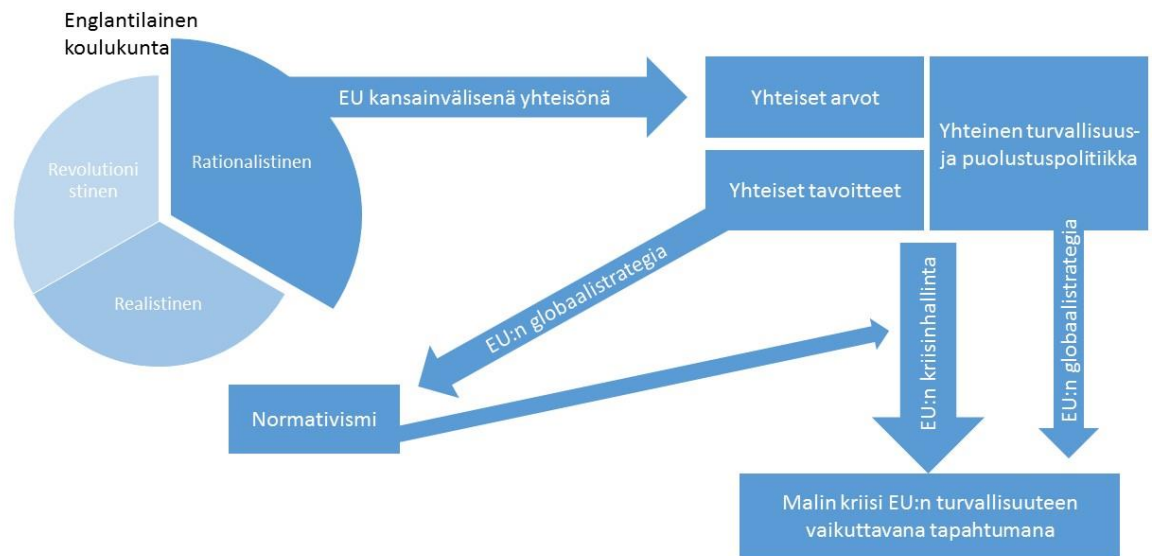 Englantilainen
koulukunta
Revolutioni
stinen
Rationalistinen
Realistinen
EU kansainvälisenä yhteisönä
Yhteiset arvot
Yhteiset tavoitteet
Yhteinen turvallisuus-
ja puolustuspolitiikka
EU:n globaalistrategia
Normativismi
EU:n kriisinhallinta
EU:n globaalistrategia
Malin kriisi EU:n turvallisuuteen
vaikuttavana tapahtumana